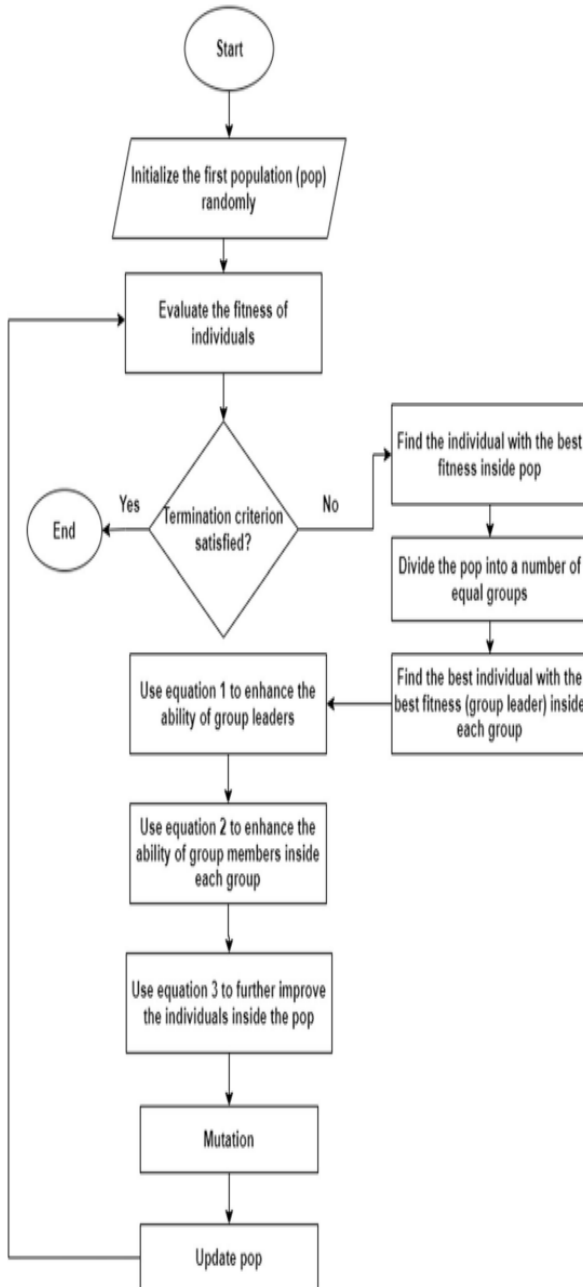 Start
Initialize the first population (pop)
randomly
Evaluate the fitness of
individuals
Termination criterion
satisfied?
Yes
End
No
Find the individual with the best
fitness inside pop
Divide the pop into a number of
equal groups
Find the best individual with the
best fitness (group leader) inside
each group
Use equation 1 to enhance the
ability of group leaders
Use equation 2 to enhance the
ability of group members inside
each group
Use equation 3 to further improve
the individuals inside the pop
Mutation
Update pop